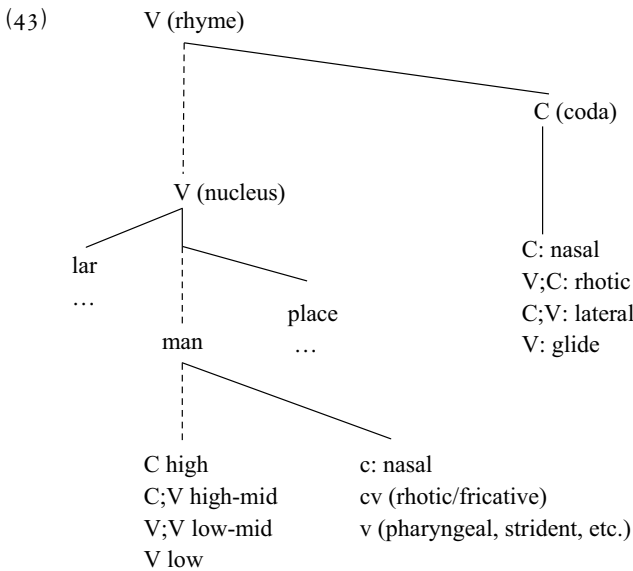 (43)
V (rhyme)
C (coda)
V (nucleus)
lar
…
place
…
man
C: nasal
V;C: rhotic
C;V: lateral
V: glide
C high
C;V high-mid
V;V low-mid
V low
c: nasal
cv (rhotic/fricative)
v (pharyngeal, strident, etc.)